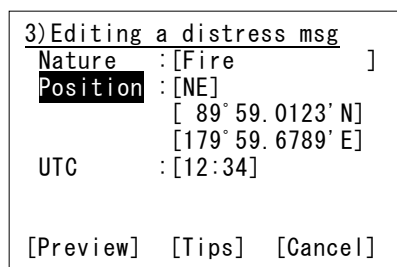 3)Editing a distress msg
Nature :[Fire ]
Position :[NE]
[ 89°59.0123'N]
[179°59.6789'E]
UTC :[12:34]
[Preview] [Tips] [Cancel]